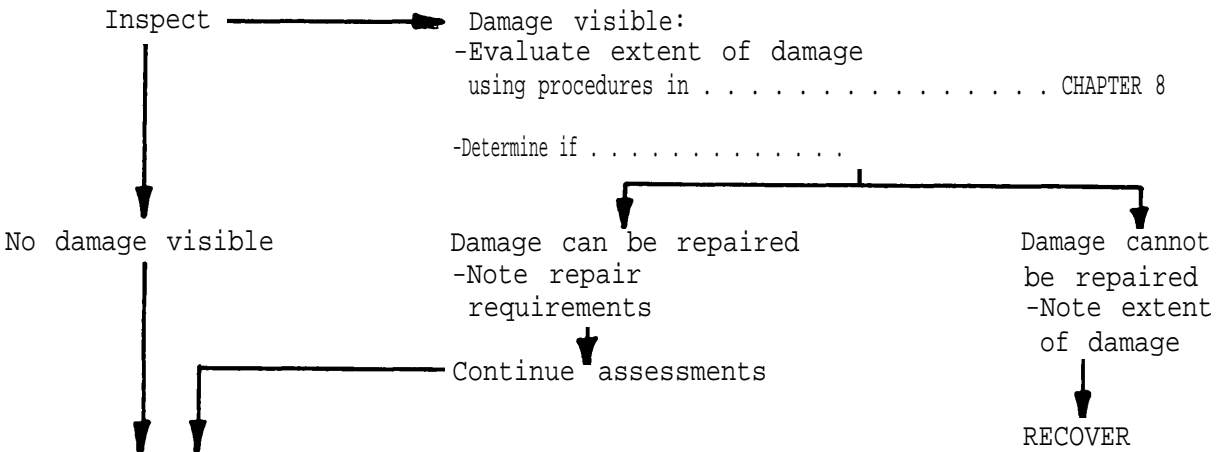 Inspect
Damage visible:
-Evaluate extent of damage
using procedures in . . . . . . . . . . . . . . . CHAPTER 8
-Determine if . . . . . . . . . . . . .
No damage visible
Damage can be repaired
-Note repair
requirements
Continue assessments
Damage cannot
be repaired
-Note extent
of damage
RECOVER